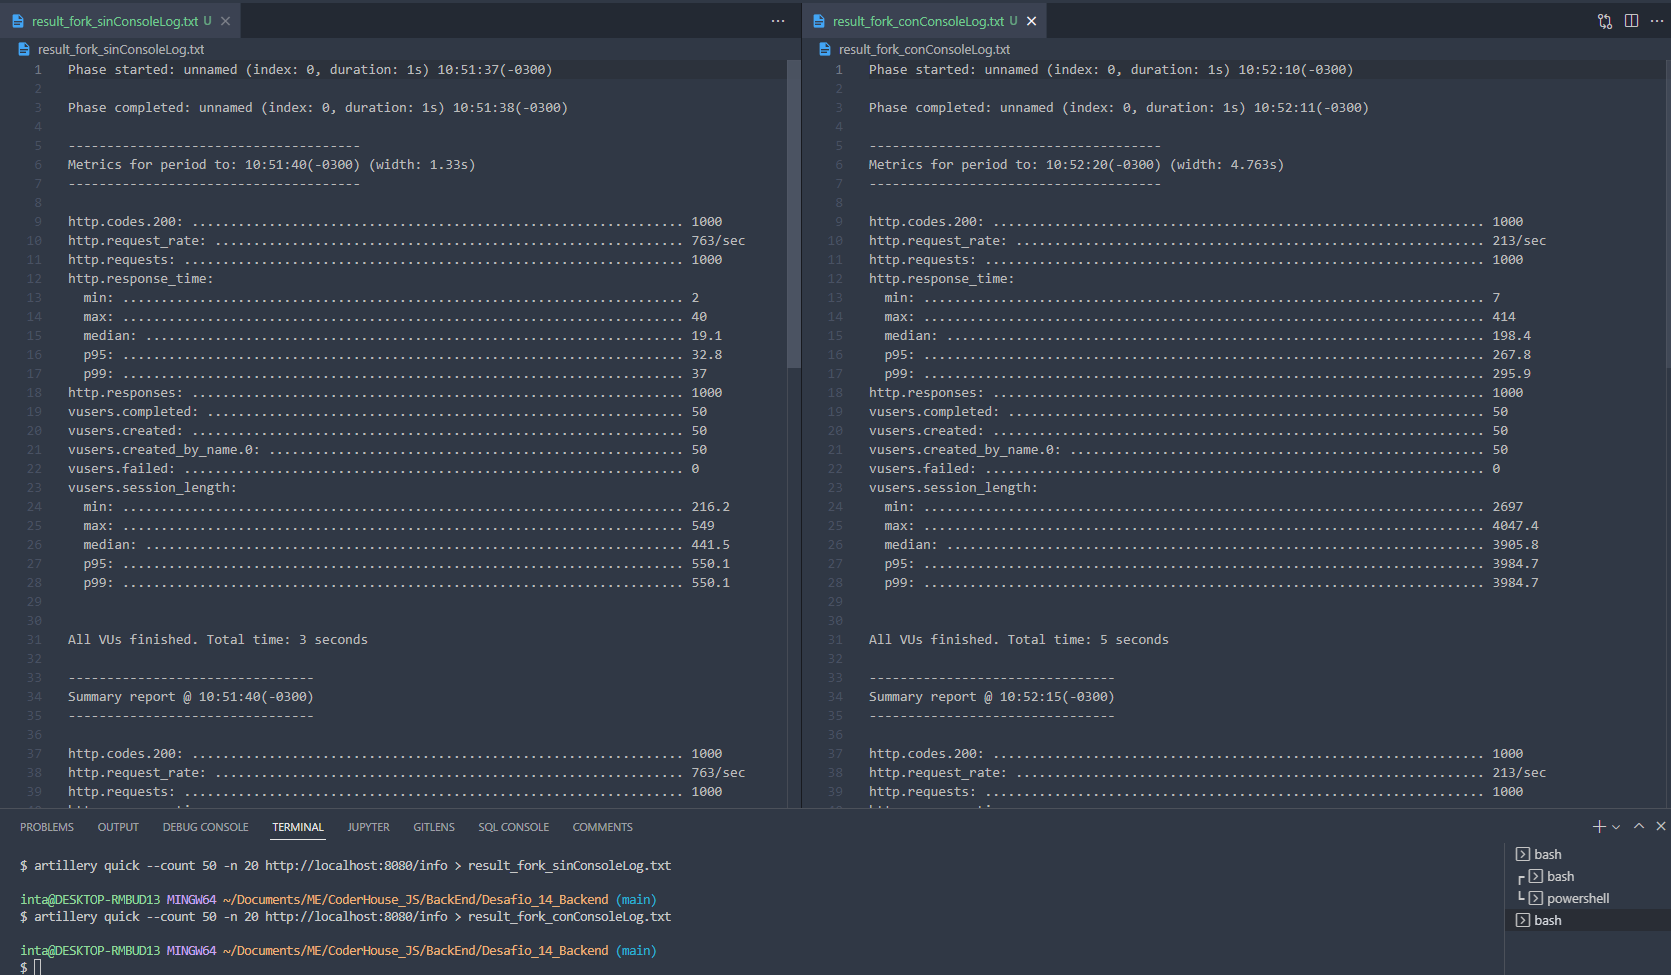 result_fork_sinConsoleLog.txt U
result_fork_sinConsoleLog.txt
1 Phase started: unnamed (index: 0, duration: 1s) 10:51:37(-0300)
2
3 Phase completed: unnamed (index: 0, duration: 1s) 10:51:38(-0300)
4
5 --------------------------------------
6 Metrics for period to: 10:51:40(-0300) (width: 1.33s)
7 --------------------------------------
8
9 http.codes.200: ................................................................ 1000
10 http.request_rate: ............................................................. 763/sec
11 http.requests: ................................................................. 1000
12 http.response_time:
13 min: ......................................................................... 2
14 max: ......................................................................... 40
15 median: ...................................................................... 19.1
16 p95: ......................................................................... 32.8
17 p99: ......................................................................... 37
18 http.responses: ................................................................ 1000
19 vusers.completed: .............................................................. 50
20 vusers.created: ................................................................ 50
21 vusers.created_by_name.0: ...................................................... 50
22 vusers.failed: ................................................................. 0
23 vusers.session_length:
24 min: ......................................................................... 216.2
25 max: ......................................................................... 549
26 median: ...................................................................... 441.5
27 p95: ......................................................................... 550.1
28 p99: ......................................................................... 550.1
29
30
31 All VUs finished. Total time: 3 seconds
32
33 --------------------------------
34 Summary report @ 10:51:40(-0300)
35 --------------------------------
36
37 http.codes.200: ................................................................ 1000
38 http.request_rate: ............................................................. 763/sec
39 http.requests: ................................................................. 1000
result_fork_conConsoleLog.txt U
result_fork_conConsoleLog.txt
1 Phase started: unnamed (index: 0, duration: 1s) 10:52:10(-0300)
2
3 Phase completed: unnamed (index: 0, duration: 1s) 10:52:11(-0300)
4
5 --------------------------------------
6 Metrics for period to: 10:52:20(-0300) (width: 4.763s)
7 --------------------------------------
8
9 http.codes.200: ................................................................ 1000
10 http.request_rate: ............................................................. 213/sec
11 http.requests: ................................................................. 1000
12 http.response_time:
13 min: ......................................................................... 7
14 max: ......................................................................... 414
15 median: ...................................................................... 198.4
16 p95: ......................................................................... 267.8
17 p99: ......................................................................... 295.9
18 http.responses: ................................................................ 1000
19 vusers.completed: .............................................................. 50
20 vusers.created: ................................................................ 50
21 vusers.created_by_name.0: ...................................................... 50
22 vusers.failed: ................................................................. 0
23 vusers.session_length:
24 min: ......................................................................... 2697
25 max: ......................................................................... 4047.4
26 median: ...................................................................... 3905.8
27 p95: ......................................................................... 3984.7
28 p99: ......................................................................... 3984.7
29
30
31 All VUs finished. Total time: 5 seconds
32
33 --------------------------------
34 Summary report @ 10:52:15(-0300)
35 --------------------------------
36
37 http.codes.200: ................................................................ 1000
38 http.request_rate: ............................................................. 213/sec
39 http.requests: ................................................................. 1000
PROBLEMS OUTPUT DEBUG CONSOLE TERMINAL JUPYTER GITLENS SQL CONSOLE COMMENTS
$ artillery quick --count 50 -n 20 http://localhost:8080/info > result_fork_sinConsoleLog.txt
inta@DESKTOP-RMBUD13 MINGW64 ~/Documents/ME/CoderHouse_JS/BackEnd/Desafio_14_Backend (main)
$ artillery quick --count 50 -n 20 http://localhost:8080/info > result_fork_conConsoleLog.txt
inta@DESKTOP-RMBUD13 MINGW64 ~/Documents/ME/CoderHouse_JS/BackEnd/Desafio_14_Backend (main)
$
bash
bash
powershell
bash